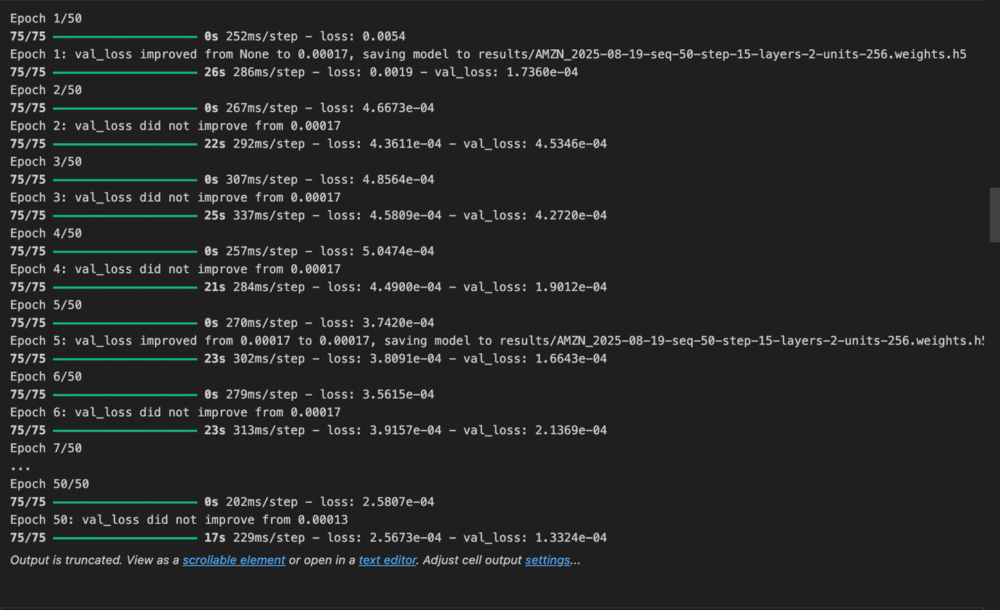 Epoch 1/50
75/75 ━━━━━━━━━━━━━━━━━━━━ 0s 252ms/step - loss: 0.0054
Epoch 1: val_loss improved from None to 0.00017, saving model to results/AMZN_2025-08-19-seq-50-step-15-layers-2-units-256.weights.h5
75/75 ━━━━━━━━━━━━━━━━━━━━ 26s 286ms/step - loss: 0.0019 - val_loss: 1.7360e-04
Epoch 2/50
75/75 ━━━━━━━━━━━━━━━━━━━━ 0s 267ms/step - loss: 4.6673e-04
Epoch 2: val_loss did not improve from 0.00017
75/75 ━━━━━━━━━━━━━━━━━━━━ 22s 292ms/step - loss: 4.3611e-04 - val_loss: 4.5346e-04
Epoch 3/50
75/75 ━━━━━━━━━━━━━━━━━━━━ 0s 307ms/step - loss: 4.8564e-04
Epoch 3: val_loss did not improve from 0.00017
75/75 ━━━━━━━━━━━━━━━━━━━━ 25s 337ms/step - loss: 4.5809e-04 - val_loss: 4.2720e-04
Epoch 4/50
75/75 ━━━━━━━━━━━━━━━━━━━━ 0s 257ms/step - loss: 5.0474e-04
Epoch 4: val_loss did not improve from 0.00017
75/75 ━━━━━━━━━━━━━━━━━━━━ 21s 284ms/step - loss: 4.4900e-04 - val_loss: 1.9012e-04
Epoch 5/50
75/75 ━━━━━━━━━━━━━━━━━━━━ 0s 270ms/step - loss: 3.7420e-04
Epoch 5: val_loss improved from 0.00017 to 0.00017, saving model to results/AMZN_2025-08-19-seq-50-step-15-layers-2-units-256.weights.h5
75/75 ━━━━━━━━━━━━━━━━━━━━ 23s 302ms/step - loss: 3.8091e-04 - val_loss: 1.6643e-04
Epoch 6/50
75/75 ━━━━━━━━━━━━━━━━━━━━ 0s 279ms/step - loss: 3.5615e-04
Epoch 6: val_loss did not improve from 0.00017
75/75 ━━━━━━━━━━━━━━━━━━━━ 23s 313ms/step - loss: 3.9157e-04 - val_loss: 2.1369e-04
Epoch 7/50
...
Epoch 50/50
75/75 ━━━━━━━━━━━━━━━━━━━━ 0s 202ms/step - loss: 2.5807e-04
Epoch 50: val_loss did not improve from 0.00013
75/75 ━━━━━━━━━━━━━━━━━━━━ 17s 229ms/step - loss: 2.5673e-04 - val_loss: 1.3324e-04
Output is truncated. View as a scrollable element or open in a text editor. Adjust cell output settings...